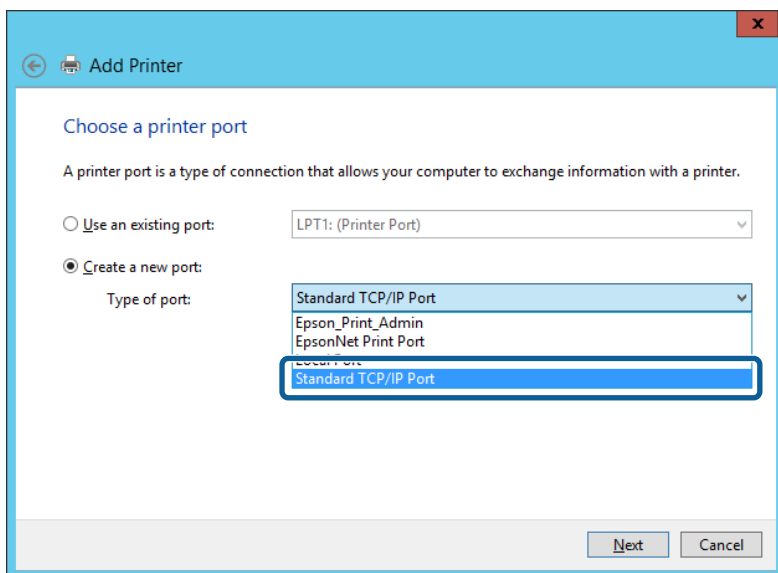 x
Add Printer
Choose a printer port
A printer port is a type of connection that allows your computer to exchange information with a printer.
Use an existing port: LPT1: (Printer Port)
Create a new port:
Type of port: Standard TCP/IP Port
Epson_Print_Admin
EpsonNet Print Port
Local Port
Standard TCP/IP Port
Next Cancel